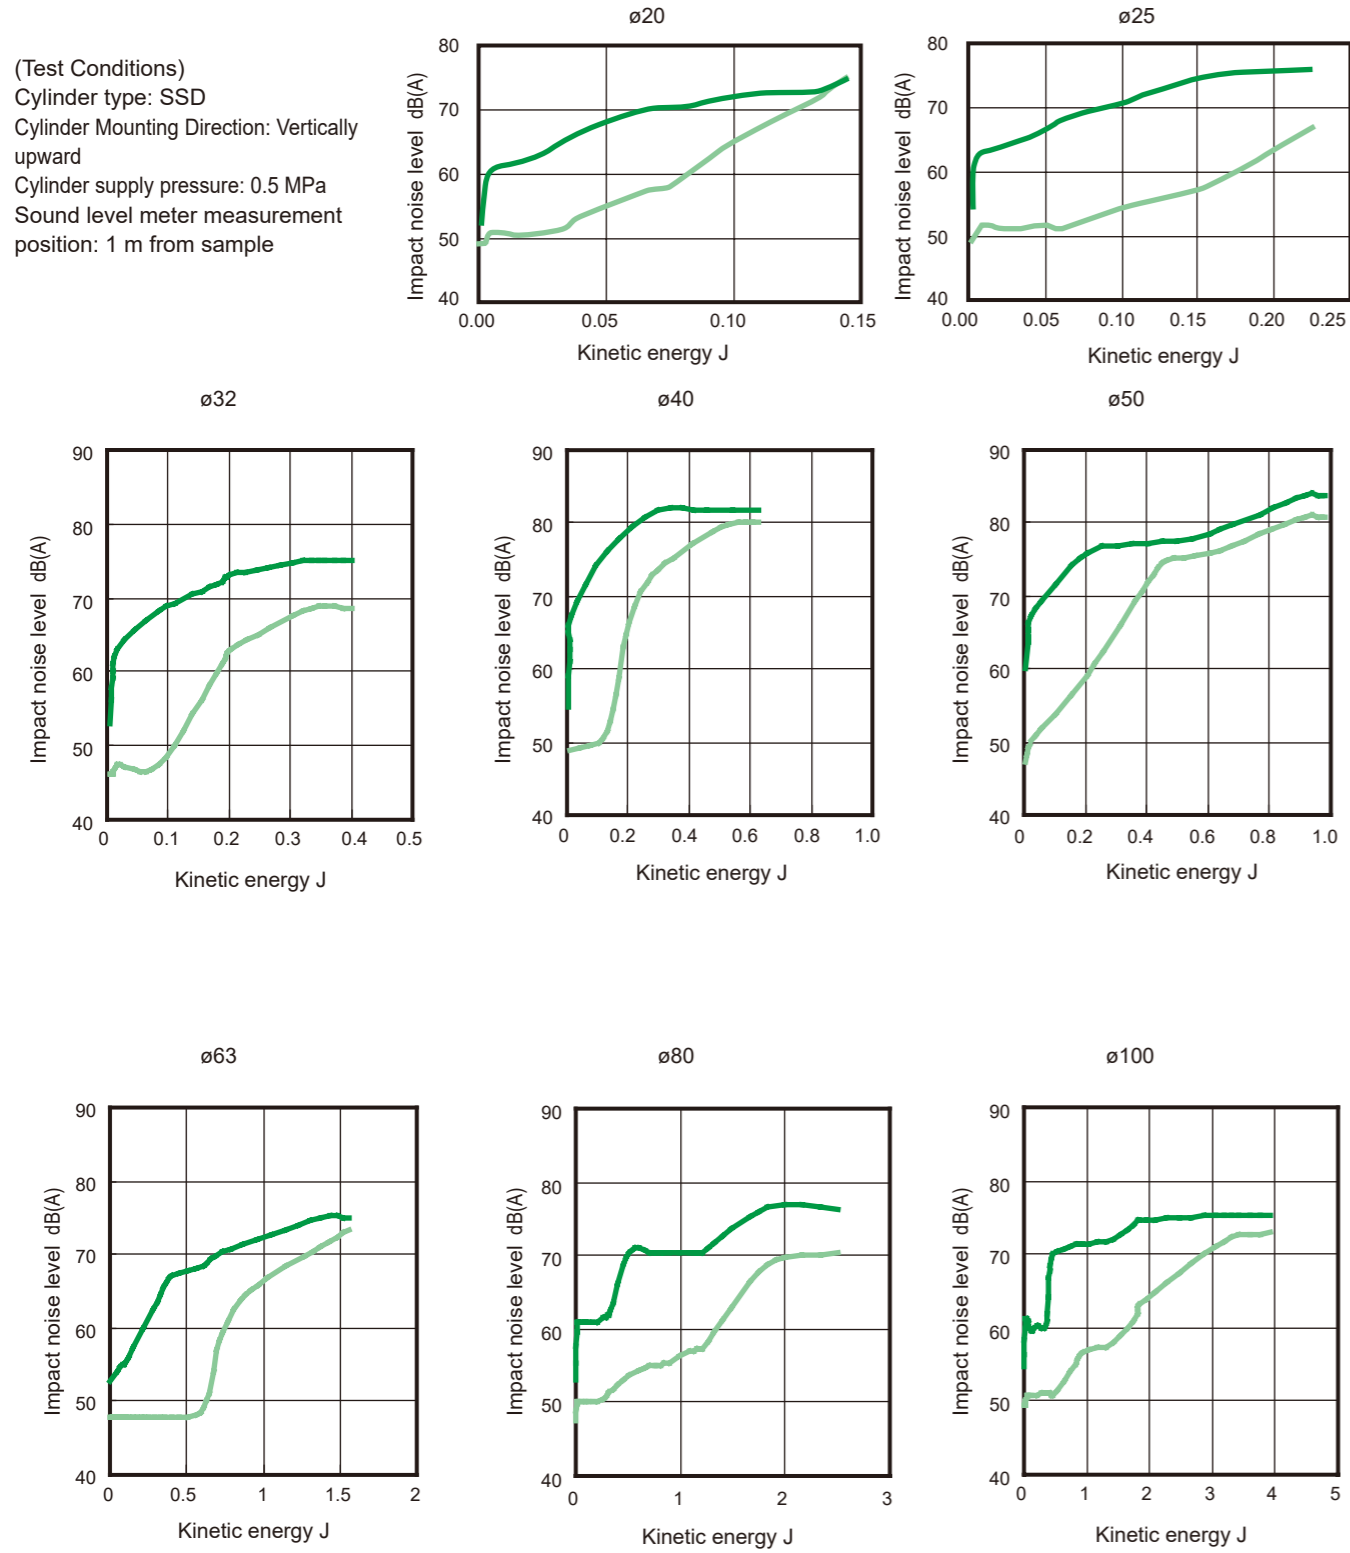 (Test Conditions)
Cylinder type: SSD
Cylinder Mounting Direction: Vertically
upward
Cylinder supply pressure: 0.5 MPa
Sound level meter measurement
position: 1 m from sample
ø20
Impact noise level dB(A)
80
70
60
50
40
0.00 0.05 0.10 0.15
Kinetic energy J
ø25
Impact noise level dB(A)
80
70
60
50
40
0.00 0.05 0.10 0.15 0.20 0.25
Kinetic energy J
ø32
Impact noise level dB(A)
90
80
70
60
50
40
0 0.1 0.2 0.3 0.4 0.5
Kinetic energy J
ø40
Impact noise level dB(A)
90
80
70
60
50
40
0 0.2 0.4 0.6 0.8 1.0
Kinetic energy J
ø50
Impact noise level dB(A)
90
80
70
60
50
40
0 0.2 0.4 0.6 0.8 1.0
Kinetic energy J
ø63
Impact noise level dB(A)
90
80
70
60
50
40
0 0.5 1 1.5 2
Kinetic energy J
ø80
Impact noise level dB(A)
90
80
70
60
50
40
0 1 2 3
Kinetic energy J
ø100
Impact noise level dB(A)
90
80
70
60
50
40
0 1 2 3 4 5
Kinetic energy J